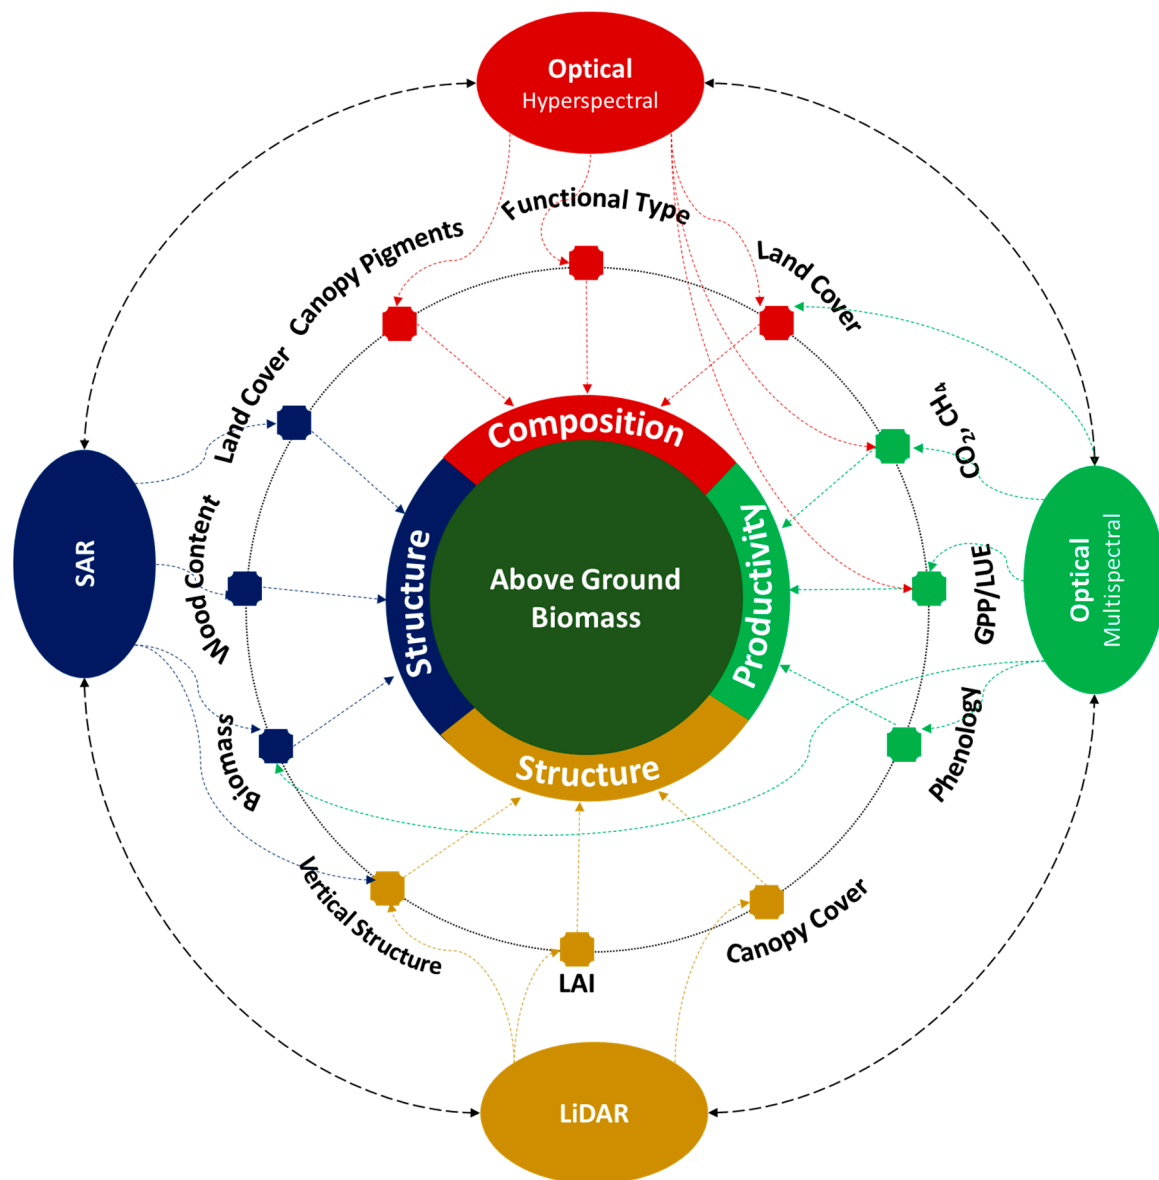 Optical
Hyperspectral
Functional Type
Canopy Pigments
Land Cover
Land Cover
CO₂, CH₄
Composition
Wood Content
SAR
Structure
Above Ground
Biomass
Productivity
GPP/LUE
Optical
Multispectral
Biomass
Phenology
Structure
Vertical Structure
LAI
Canopy Cover
LiDAR